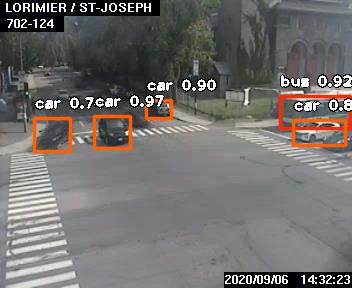 LORIMIER / ST-JOSEPH
702-124
car 0.90
bus 0.92
car 0.7
car 0.97
car 0.8
2020/09/06 14:32:23